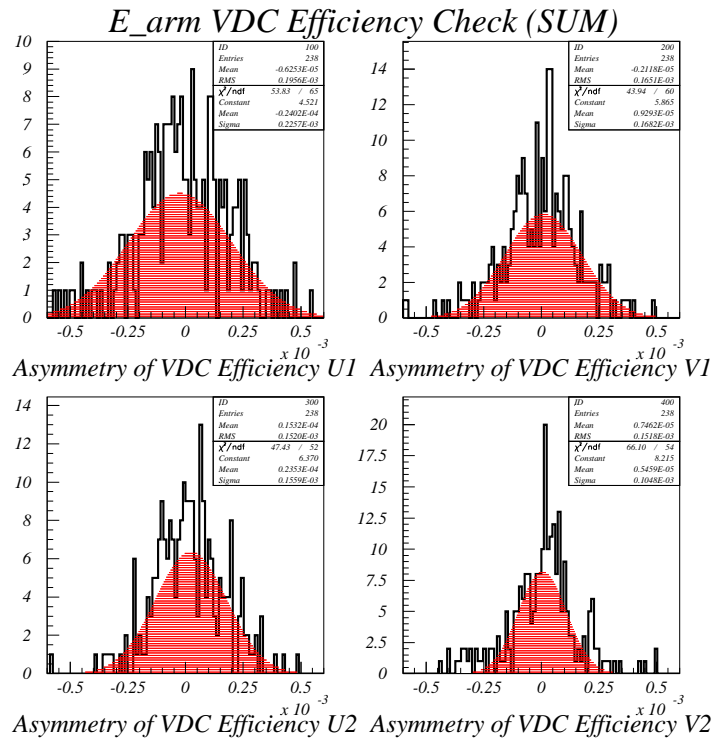 E_arm VDC Efficiency Check (SUM)
ID 100
Entries 238
Mean -0.6253E-05
RMS 0.1956E-03
χ²/ndf 53.83 / 65
Constant 4.521
Mean -0.2402E-04
Sigma 0.2257E-03
10
9
8
7
6
5
4
3
2
1
0
-0.5 -0.25 0 0.25 0.5
x 10 -3
Asymmetry of VDC Efficiency U1
ID 200
Entries 238
Mean -0.2118E-05
RMS 0.1651E-03
χ²/ndf 43.94 / 60
Constant 5.865
Mean 0.9293E-05
Sigma 0.1682E-03
14
12
10
8
6
4
2
0
-0.5 -0.25 0 0.25 0.5
x 10 -3
Asymmetry of VDC Efficiency V1
ID 300
Entries 238
Mean 0.1532E-04
RMS 0.1520E-03
χ²/ndf 47.43 / 52
Constant 6.370
Mean 0.2353E-04
Sigma 0.1559E-03
14
12
10
8
6
4
2
0
-0.5 -0.25 0 0.25 0.5
x 10 -3
Asymmetry of VDC Efficiency U2
ID 400
Entries 238
Mean 0.7462E-05
RMS 0.1518E-03
χ²/ndf 66.10 / 54
Constant 8.215
Mean 0.5459E-05
Sigma 0.1048E-03
20
17.5
15
12.5
10
7.5
5
2.5
0
-0.5 -0.25 0 0.25 0.5
x 10 -3
Asymmetry of VDC Efficiency V2